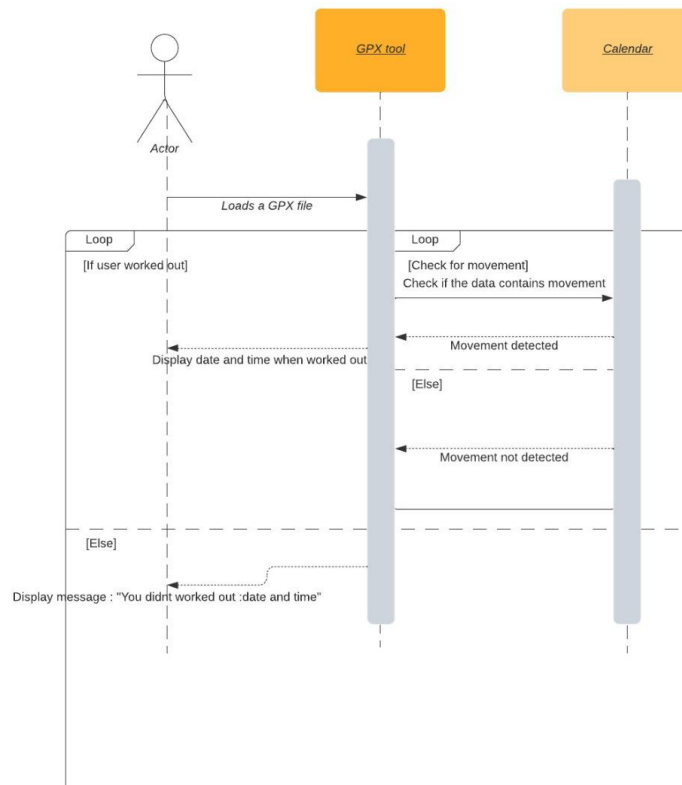 GPX tool
Calendar
Actor
Loads a GPX file
Loop
Loop
[If user worked out]
[Check for movement]
Check if the data contains movement
Movement detected
Display date and time when worked out
[Else]
Movement not detected
[Else]
Display message : "You didnt worked out :date and time"